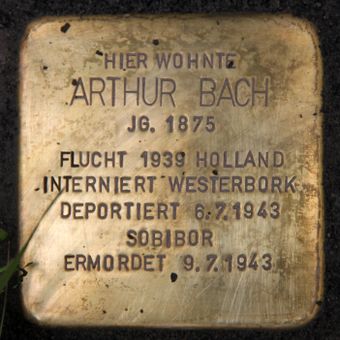 HIER WOHNTE
ARTHUR BACH
JG. 1875
FLUCHT 1939 HOLLAND
INTERNIERT WESTERBORK
DEPORTIERT 6.7.1943
SOBIBOR
ERMORDET 9.7.1943